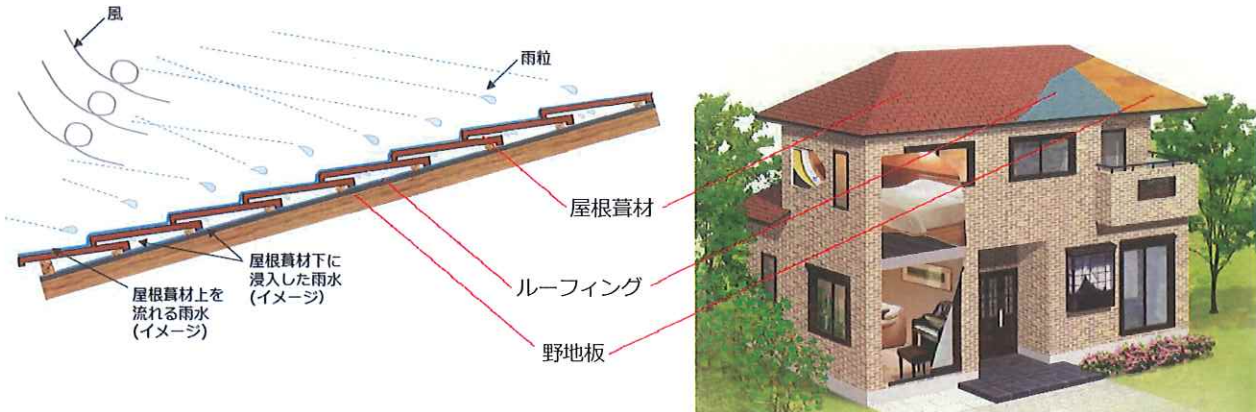 風
雨粒
屋根葺材
屋根葺材下に
浸入した雨水
(イメージ)
ルーフィング
屋根葺材上を
流れる雨水
(イメージ)
野地板